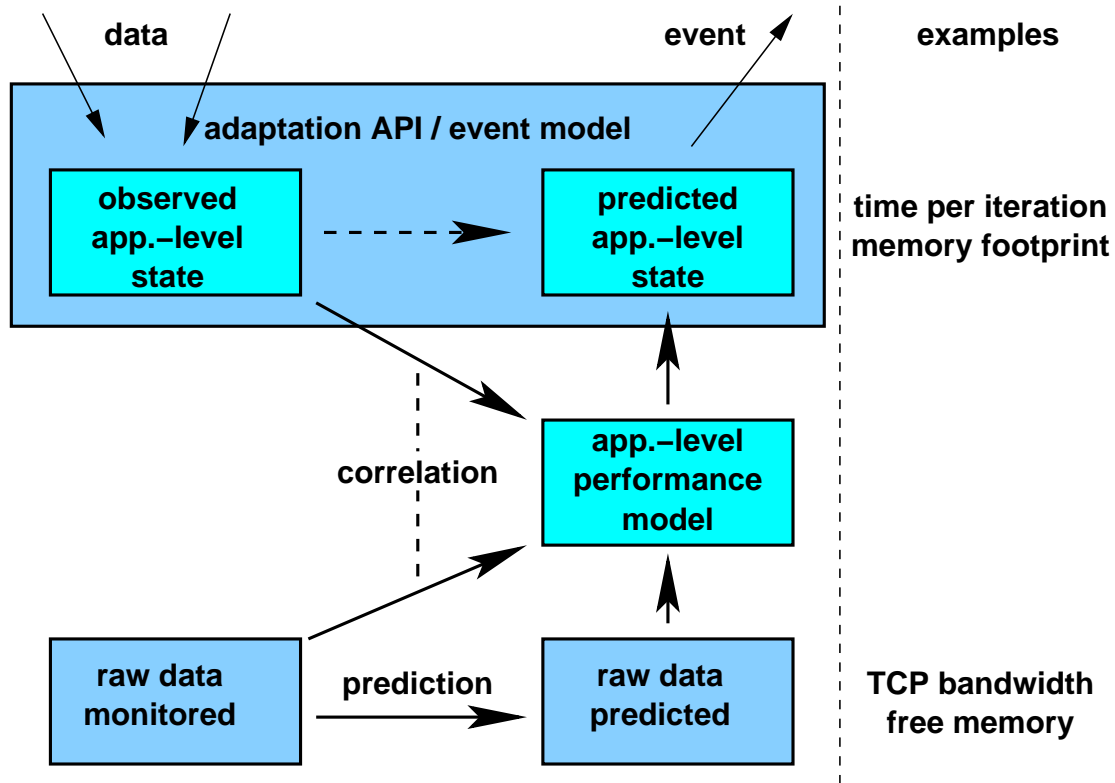 data
event
examples
adaptation API / event model
observed
app.−level
state
predicted
app.−level
state
time per iteration
memory footprint
correlation
app.−level
performance
model
raw data
monitored
prediction
raw data
predicted
TCP bandwidth
free memory